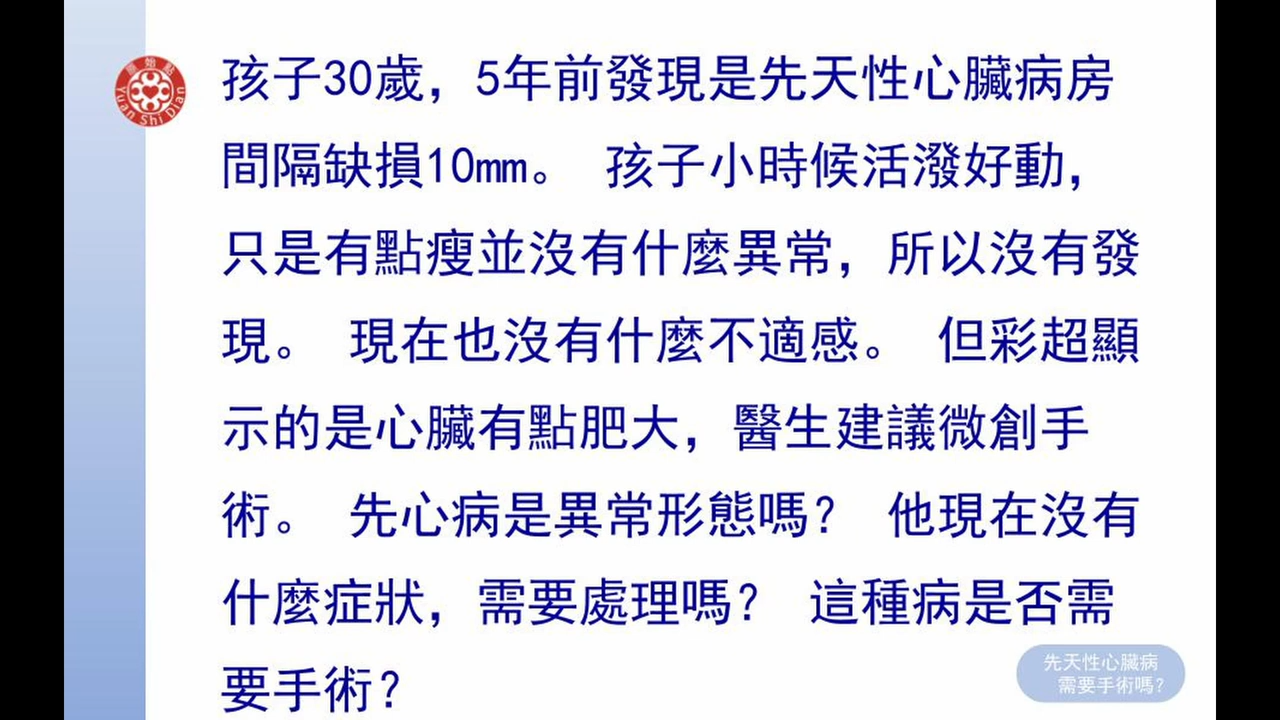 原始點
Yuan Shi Dian
孩子30歲，5年前發現是先天性心臟病房
間隔缺損10mm。 孩子小時候活潑好動，
只是有點瘦並沒有什麼異常，所以沒有發
現。 現在也沒有什麼不適感。 但彩超顯
示的是心臟有點肥大，醫生建議微創手
術。 先心病是異常形態嗎？ 他現在沒有
什麼症狀，需要處理嗎？ 這種病是否需
要手術？
先天性心臟病
需要手術嗎？